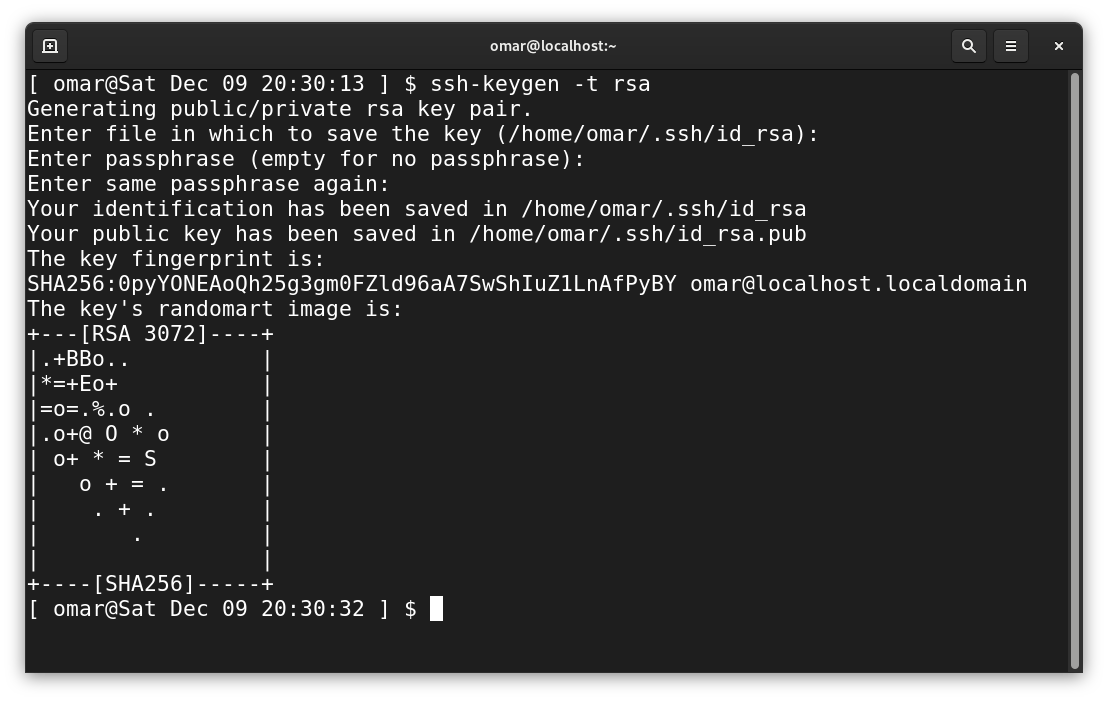 omar@localhost:~
[ omar@Sat Dec 09 20:30:13 ] $ ssh-keygen -t rsa
Generating public/private rsa key pair.
Enter file in which to save the key (/home/omar/.ssh/id_rsa):
Enter passphrase (empty for no passphrase):
Enter same passphrase again:
Your identification has been saved in /home/omar/.ssh/id_rsa
Your public key has been saved in /home/omar/.ssh/id_rsa.pub
The key fingerprint is:
SHA256:0pyYONEAoQh25g3gm0FZld96aA7SwShIuZ1LnAfPyBY omar@localhost.localdomain
The key's randomart image is:
+---[RSA 3072]----+
|.+BBo..          |
|*=+Eo+           |
|=o=.%.o .        |
|.o+@ O * o       |
| o+ * = S        |
|   o + = .       |
|    . + .        |
|       .         |
|                 |
+----[SHA256]-----+
[ omar@Sat Dec 09 20:30:32 ] $